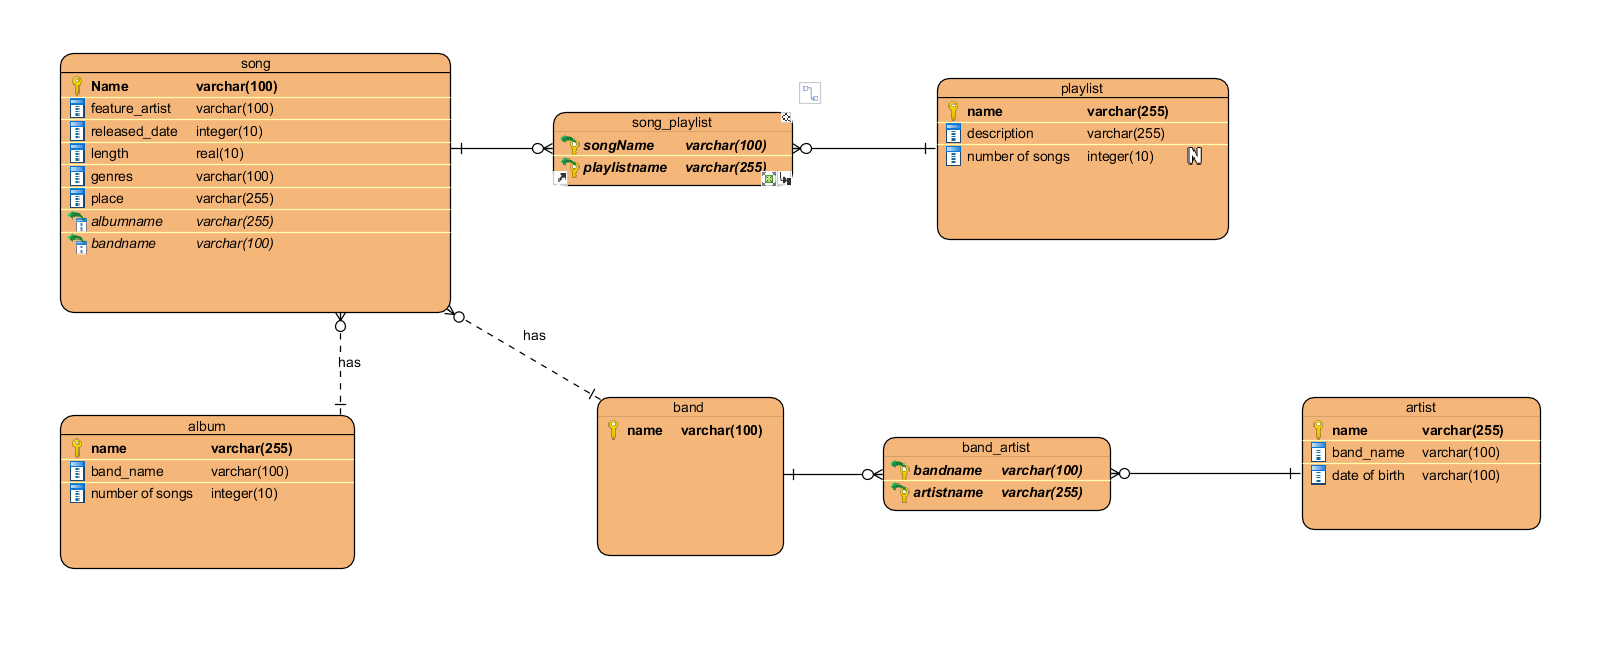 song
Name varchar(100)
feature_artist varchar(100)
released_date integer(10)
length real(10)
genres varchar(100)
place varchar(255)
albumname varchar(255)
bandname varchar(100)
song_playlist
songName varchar(100)
playlistname varchar(255)
playlist
name varchar(255)
description varchar(255)
number of songs integer(10)
N
has
has
album
name varchar(255)
band_name varchar(100)
number of songs integer(10)
band
name varchar(100)
band_artist
bandname varchar(100)
artistname varchar(255)
artist
name varchar(255)
band_name varchar(100)
date of birth varchar(100)